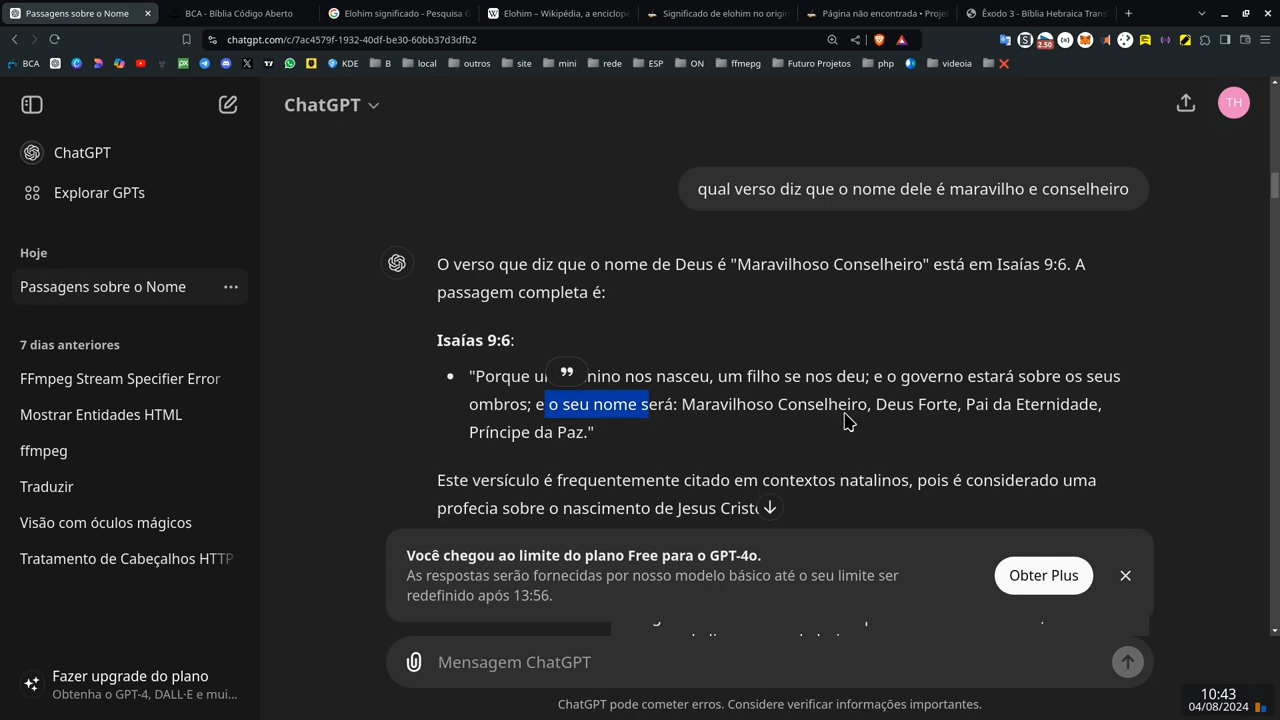 Passagens sobre o Nome
BCA - Bíblia Código Aberto
Elohim significado - Pesquisa G
Elohim – Wikipédia, a enciclopé
Significado de elohim no origin
Página não encontrada • Proje
Êxodo 3 - Bíblia Hebraica Trans
chatgpt.com/c/7ac4579f-1932-40df-be30-60bb37d3dfb2
2.50
BCA
KDE
B
local
outros
site
mini
rede
ESP
ON
ffmpeg
Futuro Projetos
php
videoia
ChatGPT
TH
ChatGPT
Explorar GPTs
Hoje
Passagens sobre o Nome
7 dias anteriores
FFmpeg Stream Specifier Error
Mostrar Entidades HTML
ffmpeg
Traduzir
Visão com óculos mágicos
Tratamento de Cabeçalhos HTTP
Fazer upgrade do plano
Obtenha o GPT-4, DALL·E e mui...
qual verso diz que o nome dele é maravilho e conselheiro
O verso que diz que o nome de Deus é "Maravilhoso Conselheiro" está em Isaías 9:6. A
passagem completa é:
Isaías 9:6:
"Porque u nino nos nasceu, um filho se nos deu; e o governo estará sobre os seus
ombros; e o seu nome será: Maravilhoso Conselheiro, Deus Forte, Pai da Eternidade,
Príncipe da Paz."
Este versículo é frequentemente citado em contextos natalinos, pois é considerado uma
profecia sobre o nascimento de Jesus Crist
Você chegou ao limite do plano Free para o GPT-4o.
As respostas serão fornecidas por nosso modelo básico até o seu limite ser
redefinido após 13:56.
Obter Plus
Mensagem ChatGPT
ChatGPT pode cometer erros. Considere verificar informações importantes.
10:43
04/08/2024